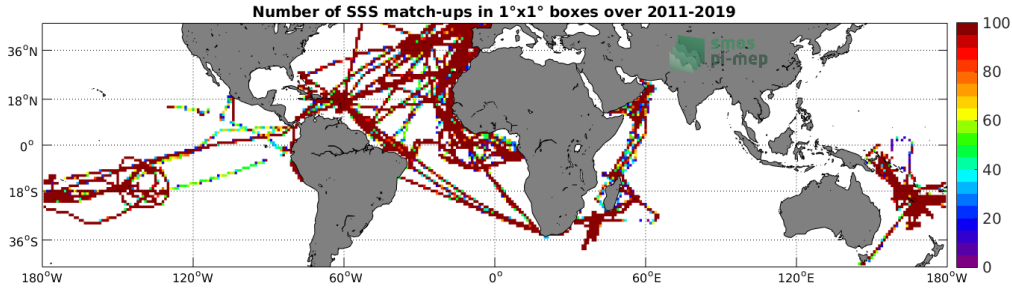 Number of SSS match-ups in 1°x1° boxes over 2011-2019
smos
pi-mep
36°N
18°N
0°
18°S
36°S
180°W
120°W
60°W
0°
60°E
120°E
180°W
100
80
60
40
20
0